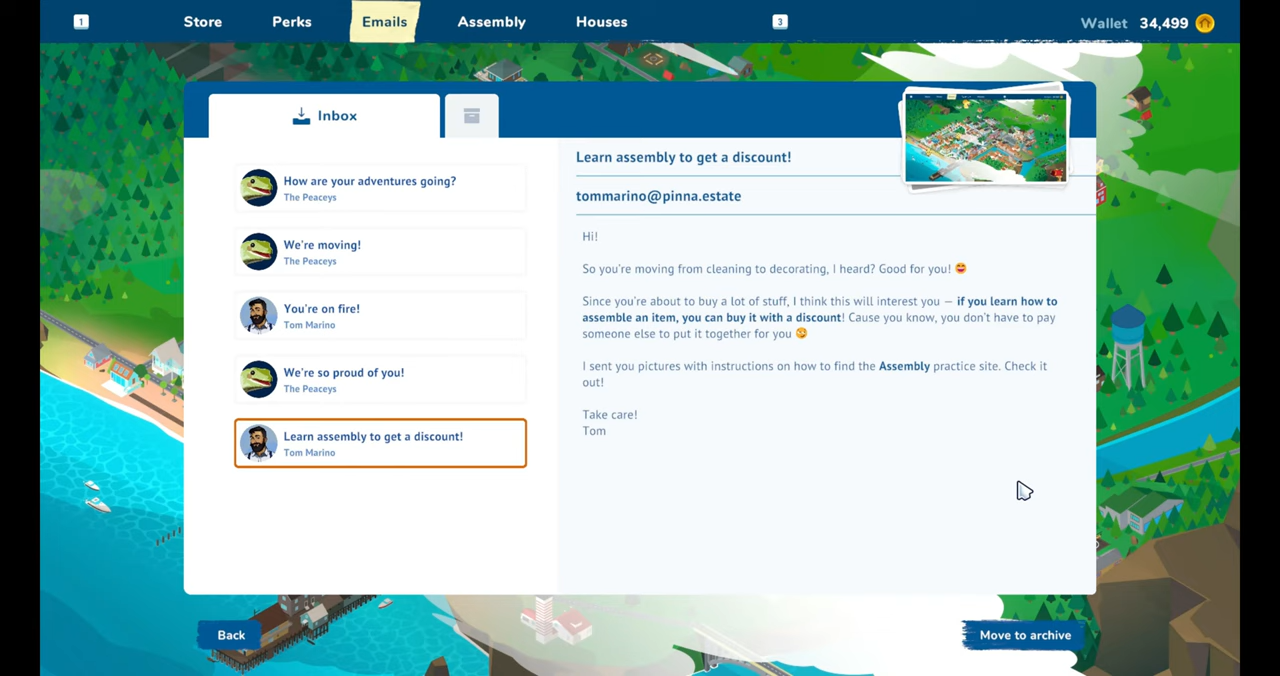 1 Store Perks Emails Assembly Houses 3 Wallet 34,499
Inbox
How are your adventures going?
The Peaceys
We're moving!
The Peaceys
You're on fire!
Tom Marino
We're so proud of you!
The Peaceys
Learn assembly to get a discount!
Tom Marino
Learn assembly to get a discount!
tommarino@pinna.estate
Hi!
So you're moving from cleaning to decorating, I heard? Good for you! 😄
Since you're about to buy a lot of stuff, I think this will interest you — if you learn how to
assemble an item, you can buy it with a discount! Cause you know, you don't have to pay
someone else to put it together for you 😉
I sent you pictures with instructions on how to find the Assembly practice site. Check it
out!
Take care!
Tom
Back
Move to archive